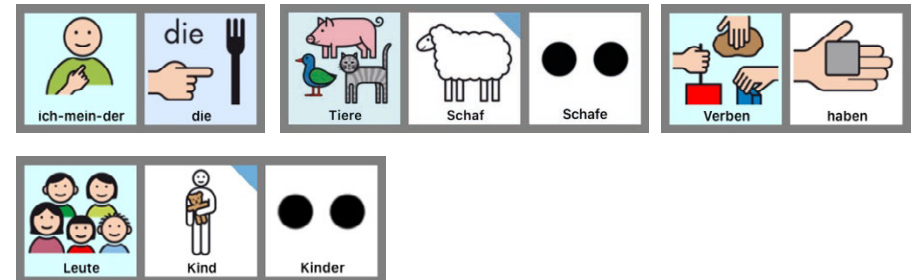 die
ich-mein-der die Tiere Schaf Schafe Verben haben
Leute Kind Kinder